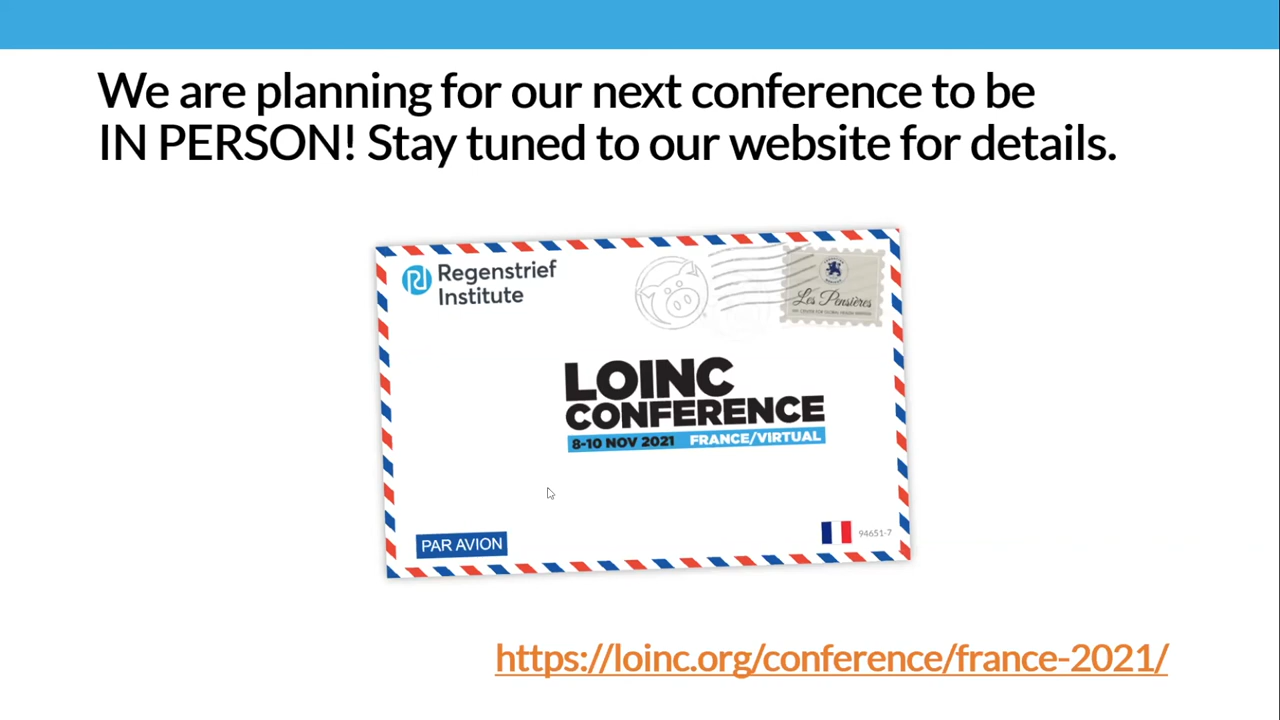 We are planning for our next conference to be
IN PERSON! Stay tuned to our website for details.
Regenstrief
Institute
Les Pensières
LOINC
CONFERENCE
8-10 NOV 2021 FRANCE/VIRTUAL
PAR AVION
94651-7
https://loinc.org/conference/france-2021/